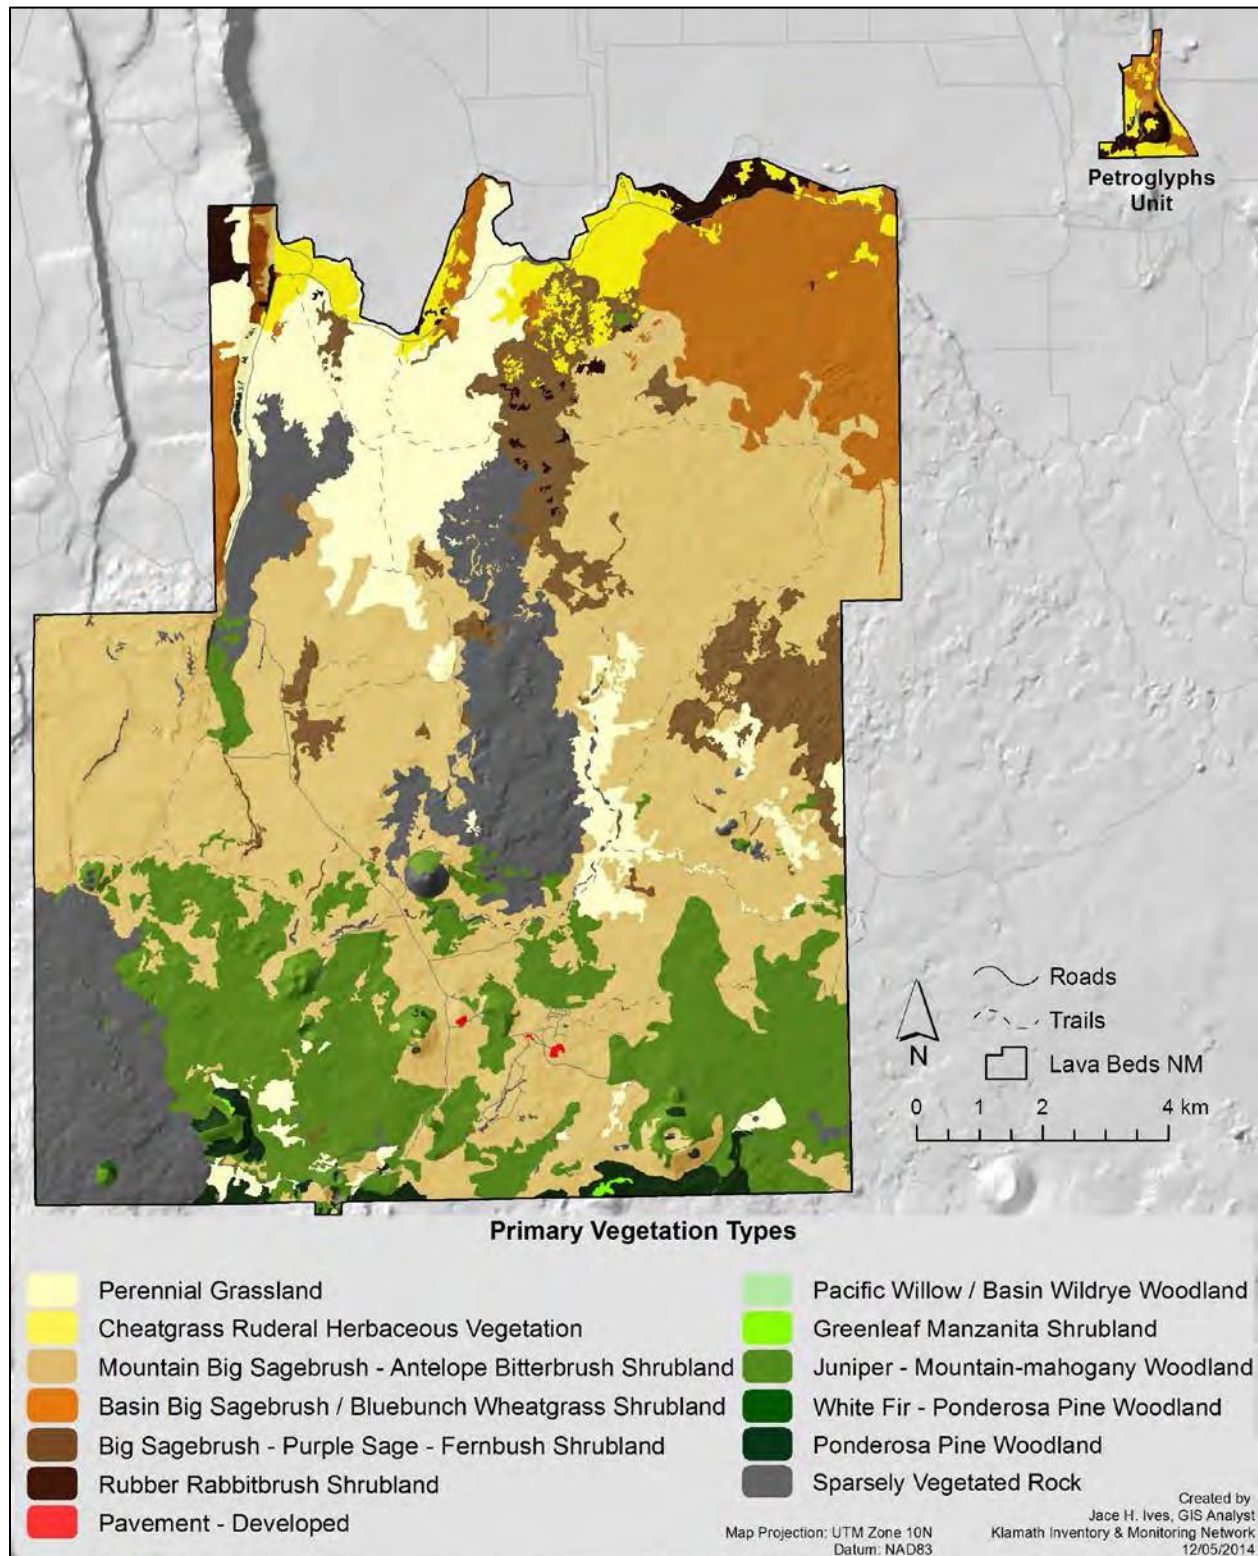 Petroglyphs
Unit
Roads
Trails
N
Lava Beds NM
0 1 2 4 km
Primary Vegetation Types
Perennial Grassland
Cheatgrass Ruderal Herbaceous Vegetation
Mountain Big Sagebrush - Antelope Bitterbrush Shrubland
Basin Big Sagebrush / Bluebunch Wheatgrass Shrubland
Big Sagebrush - Purple Sage - Fernbush Shrubland
Rubber Rabbitbrush Shrubland
Pavement - Developed
Pacific Willow / Basin Wildrye Woodland
Greenleaf Manzanita Shrubland
Juniper - Mountain-mahogany Woodland
White Fir - Ponderosa Pine Woodland
Ponderosa Pine Woodland
Sparsely Vegetated Rock
Map Projection: UTM Zone 10N
Datum: NAD83
Created by
Jace H. Ives, GIS Analyst
Klamath Inventory & Monitoring Network
12/05/2014